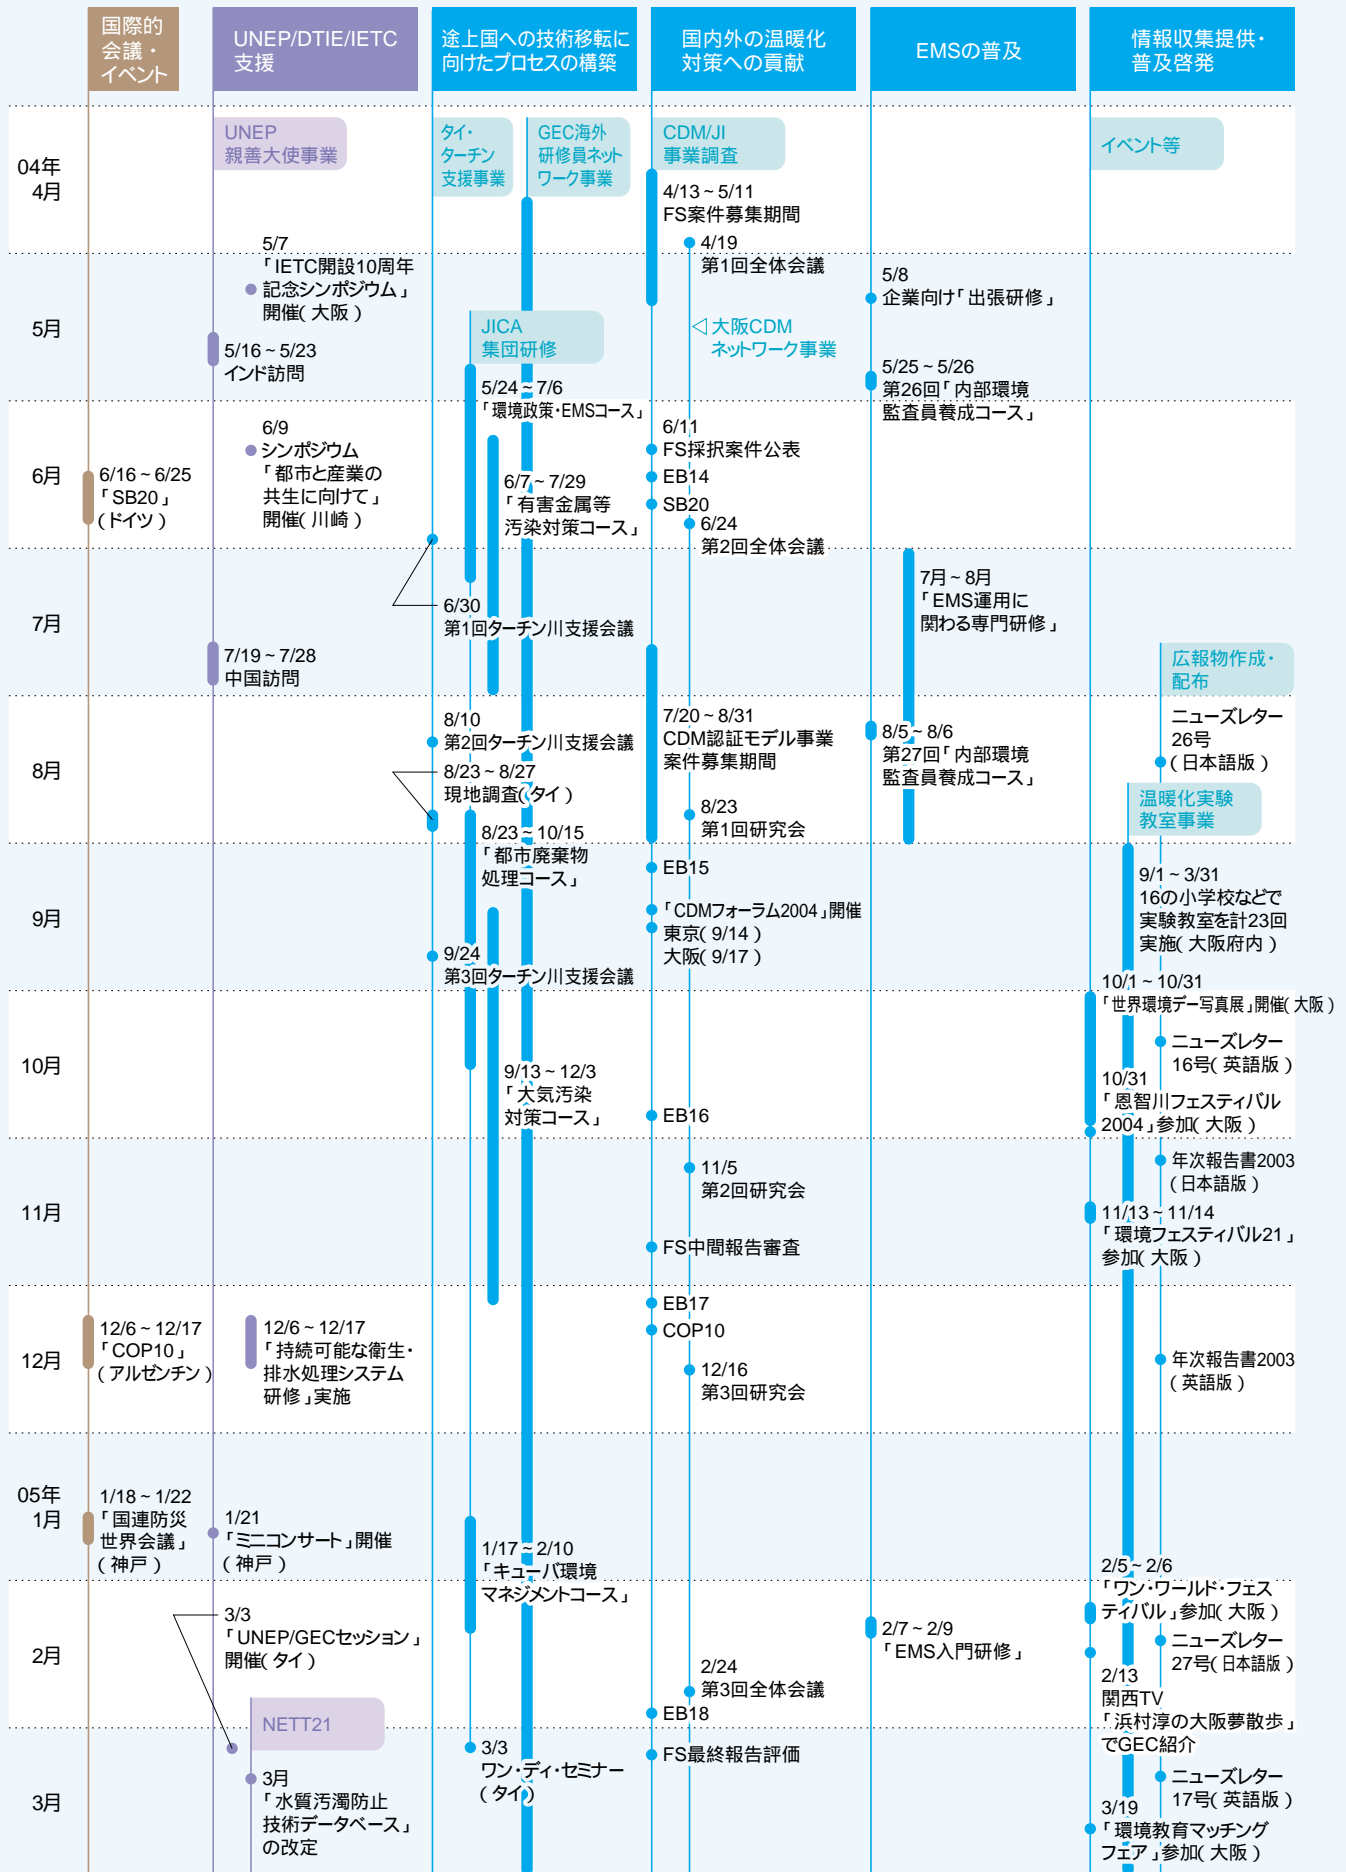 国際的
会議・
イベント
UNEP/DTIE/IETC
支援
途上国への技術移転に
向けたプロセスの構築
国内外の温暖化
対策への貢献
EMSの普及
情報収集提供・
普及啓発
04年
4月
5月
6月
7月
8月
9月
10月
11月
12月
05年
1月
2月
3月
6/16~6/25
「SB20」
(ドイツ)
12/6~12/17
「COP10」
(アルゼンチン)
1/18~1/22
「国連防災
世界会議」
(神戸)
UNEP
親善大使事業
5/7
「IETC開設10周年
記念シンポジウム」
開催(大阪)
5/16~5/23
インド訪問
6/9
シンポジウム
「都市と産業の
共生に向けて」
開催(川崎)
7/19~7/28
中国訪問
12/6~12/17
「持続可能な衛生・
排水処理システム
研修」実施
1/21
「ミニコンサート」開催
(神戸)
3/3
「UNEP/GECセッション」
開催(タイ)
NETT21
3月
「水質汚濁防止
技術データベース」
の改定
タイ・
ターチン
支援事業
GEC海外
研修員ネット
ワーク事業
JICA
集団研修
5/24~7/6
「環境政策・EMSコース」
6/7~7/29
「有害金属等
汚染対策コース」
6/30
第1回ターチン川支援会議
8/10
第2回ターチン川支援会議
8/23~8/27
現地調査(タイ)
8/23~10/15
「都市廃棄物
処理コース」
9/24
第3回ターチン川支援会議
9/13~12/3
「大気汚染
対策コース」
1/17~2/10
「キューバ環境
マネジメントコース」
3/3
ワン・ディ・セミナー
(タイ)
CDM/JI
事業調査
4/13~5/11
FS案件募集期間
4/19
第1回全体会議
◁大阪CDM
ネットワーク事業
6/11
FS採択案件公表
EB14
SB20
6/24
第2回全体会議
7/20~8/31
CDM認証モデル事業
案件募集期間
8/23
第1回研究会
EB15
「CDMフォーラム2004」開催
東京(9/14)
大阪(9/17)
EB16
11/5
第2回研究会
FS中間報告審査
EB17
COP10
12/16
第3回研究会
2/24
第3回全体会議
EB18
FS最終報告評価
5/8
企業向け「出張研修」
5/25~5/26
第26回「内部環境
監査員養成コース」
7月~8月
「EMS運用に
関わる専門研修」
8/5~8/6
第27回「内部環境
監査員養成コース」
2/7~2/9
「EMS入門研修」
イベント等
広報物作成・
配布
ニューズレター
26号
(日本語版)
温暖化実験
教室事業
9/1~3/31
16の小学校などで
実験教室を計23回
実施(大阪府内)
10/1~10/31
「世界環境デー写真展」開催(大阪)
ニューズレター
16号(英語版)
10/31
「恩智川フェスティバル
2004」参加(大阪)
年次報告書2003
(日本語版)
11/13~11/14
「環境フェスティバル21」
参加(大阪)
年次報告書2003
(英語版)
2/5~2/6
「ワン・ワールド・フェス
ティバル」参加(大阪)
ニューズレター
27号(日本語版)
2/13
関西TV
「浜村淳の大阪夢散歩」
でGEC紹介
ニューズレター
17号(英語版)
3/19
「環境教育マッチング
フェア」参加(大阪)